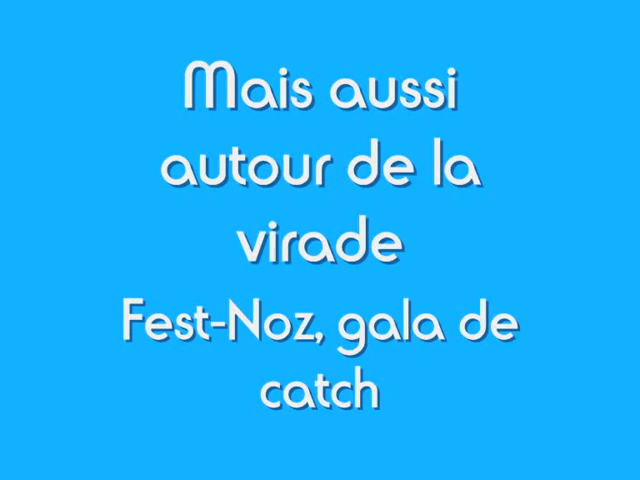 Mais aussi
autour de la
virade
Fest-Noz, gala de
catch